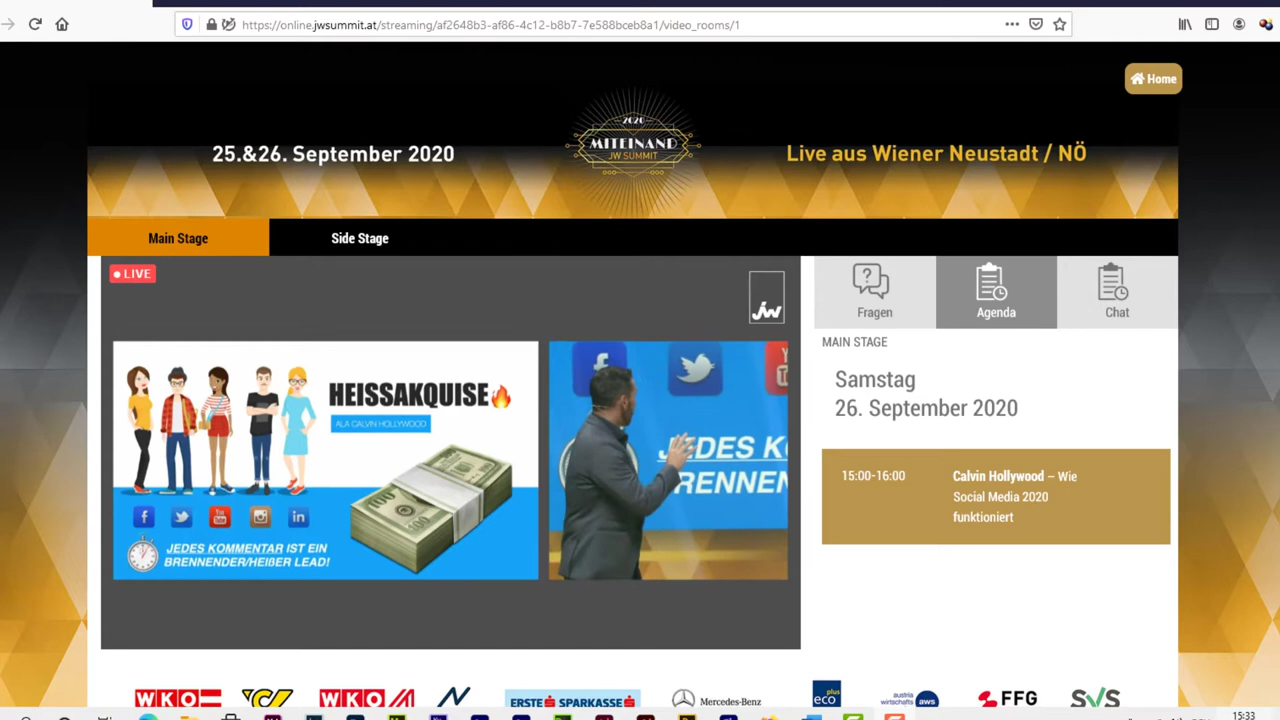 https://online.jwsummit.at/streaming/af2648b3-af86-4c12-b8b7-7e588bceb8a1/video_rooms/1
Home
25.&26. September 2020
2020
MITEINAND
JW SUMMIT
Live aus Wiener Neustadt / NÖ
Main Stage
Side Stage
LIVE
jw
Fragen
Agenda
Chat
MAIN STAGE
Samstag
26. September 2020
15:00-16:00
Calvin Hollywood – Wie
Social Media 2020
funktioniert
HEISSAKQUISE
ALA CALVIN HOLLYWOOD
JEDES KOMMENTAR IST EIN
BRENNENDER/HEIßER LEAD!
JEDES K
BRENNEN
WKO
WKO
ERSTE SPARKASSE
Mercedes-Benz
eco
plus
austria
wirtschafts
aws
FFG
SVS
15:33